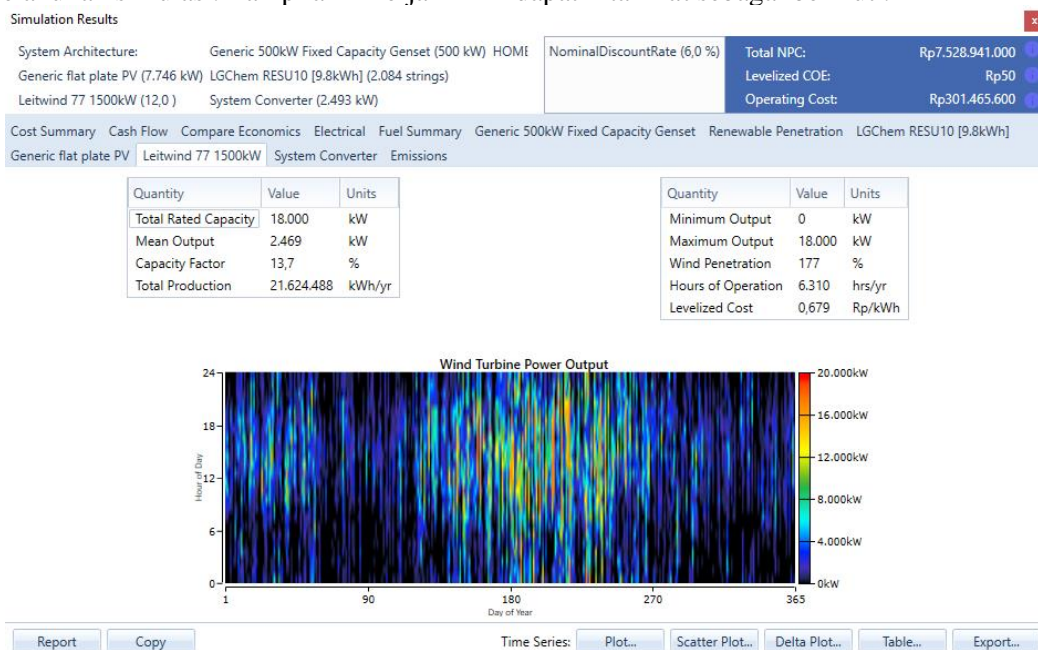 Simulation Results
x
System Architecture:
Generic flat plate PV (7.746 kW)
Leitwind 77 1500kW (12,0 )
Generic 500kW Fixed Capacity Genset (500 kW) HOME
LGChem RESU10 [9.8kWh] (2.084 strings)
System Converter (2.493 kW)
NominalDiscountRate (6,0 %)
Total NPC: Rp7.528.941.000
Levelized COE: Rp50
Operating Cost: Rp301.465.600
Cost Summary Cash Flow Compare Economics Electrical Fuel Summary Generic 500kW Fixed Capacity Genset Renewable Penetration LGChem RESU10 [9.8kWh]
Generic flat plate PV Leitwind 77 1500kW System Converter Emissions
Quantity Value Units
Total Rated Capacity 18.000 kW
Mean Output 2.469 kW
Capacity Factor 13,7 %
Total Production 21.624.488 kWh/yr
Quantity Value Units
Minimum Output 0 kW
Maximum Output 18.000 kW
Wind Penetration 177 %
Hours of Operation 6.310 hrs/yr
Levelized Cost 0,679 Rp/kWh
Wind Turbine Power Output
Hour of Day
24
18
12
6
0
1 90 180 270 365
Day of Year
20.000kW
16.000kW
12.000kW
8.000kW
4.000kW
0kW
Report Copy Time Series: Plot... Scatter Plot... Delta Plot... Table... Export...